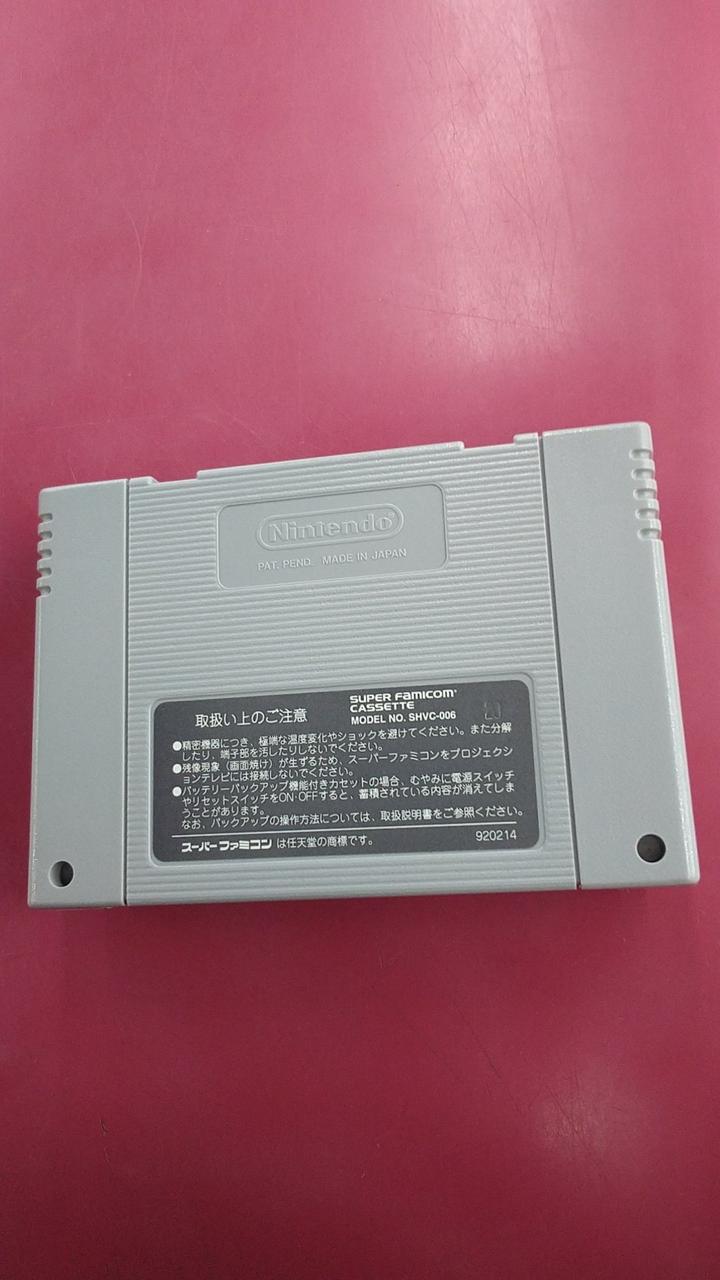 Nintendo®
PAT. PEND. MADE IN JAPAN
取扱い上のご注意
SUPER FAMICOM®
CASSETTE
MODEL NO. SHVC-006
●精密機器につき、極端な温度変化やショックを避けてください。また分解
したり、端子部を汚したりしないでください。
●残像現象（画面焼け）が生ずるため、スーパーファミコンをプロジェクシ
ョンテレビには接続しないでください。
●バッテリーバックアップ機能付きカセットの場合、むやみに電源スイッチ
やリセットスイッチをON・OFFすると、蓄積されている内容が消えてしま
うことがあります。
なお、バックアップの操作方法については、取扱説明書をご参照ください。
スーパーファミコン は任天堂の商標です。
920214